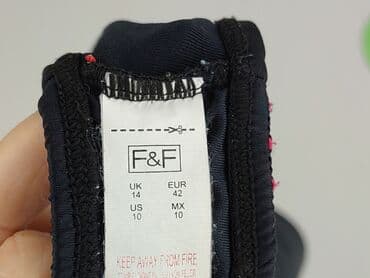 F&F
UK EUR
14 42
US MX
10 10
KEEP AWAY FROM FIRE